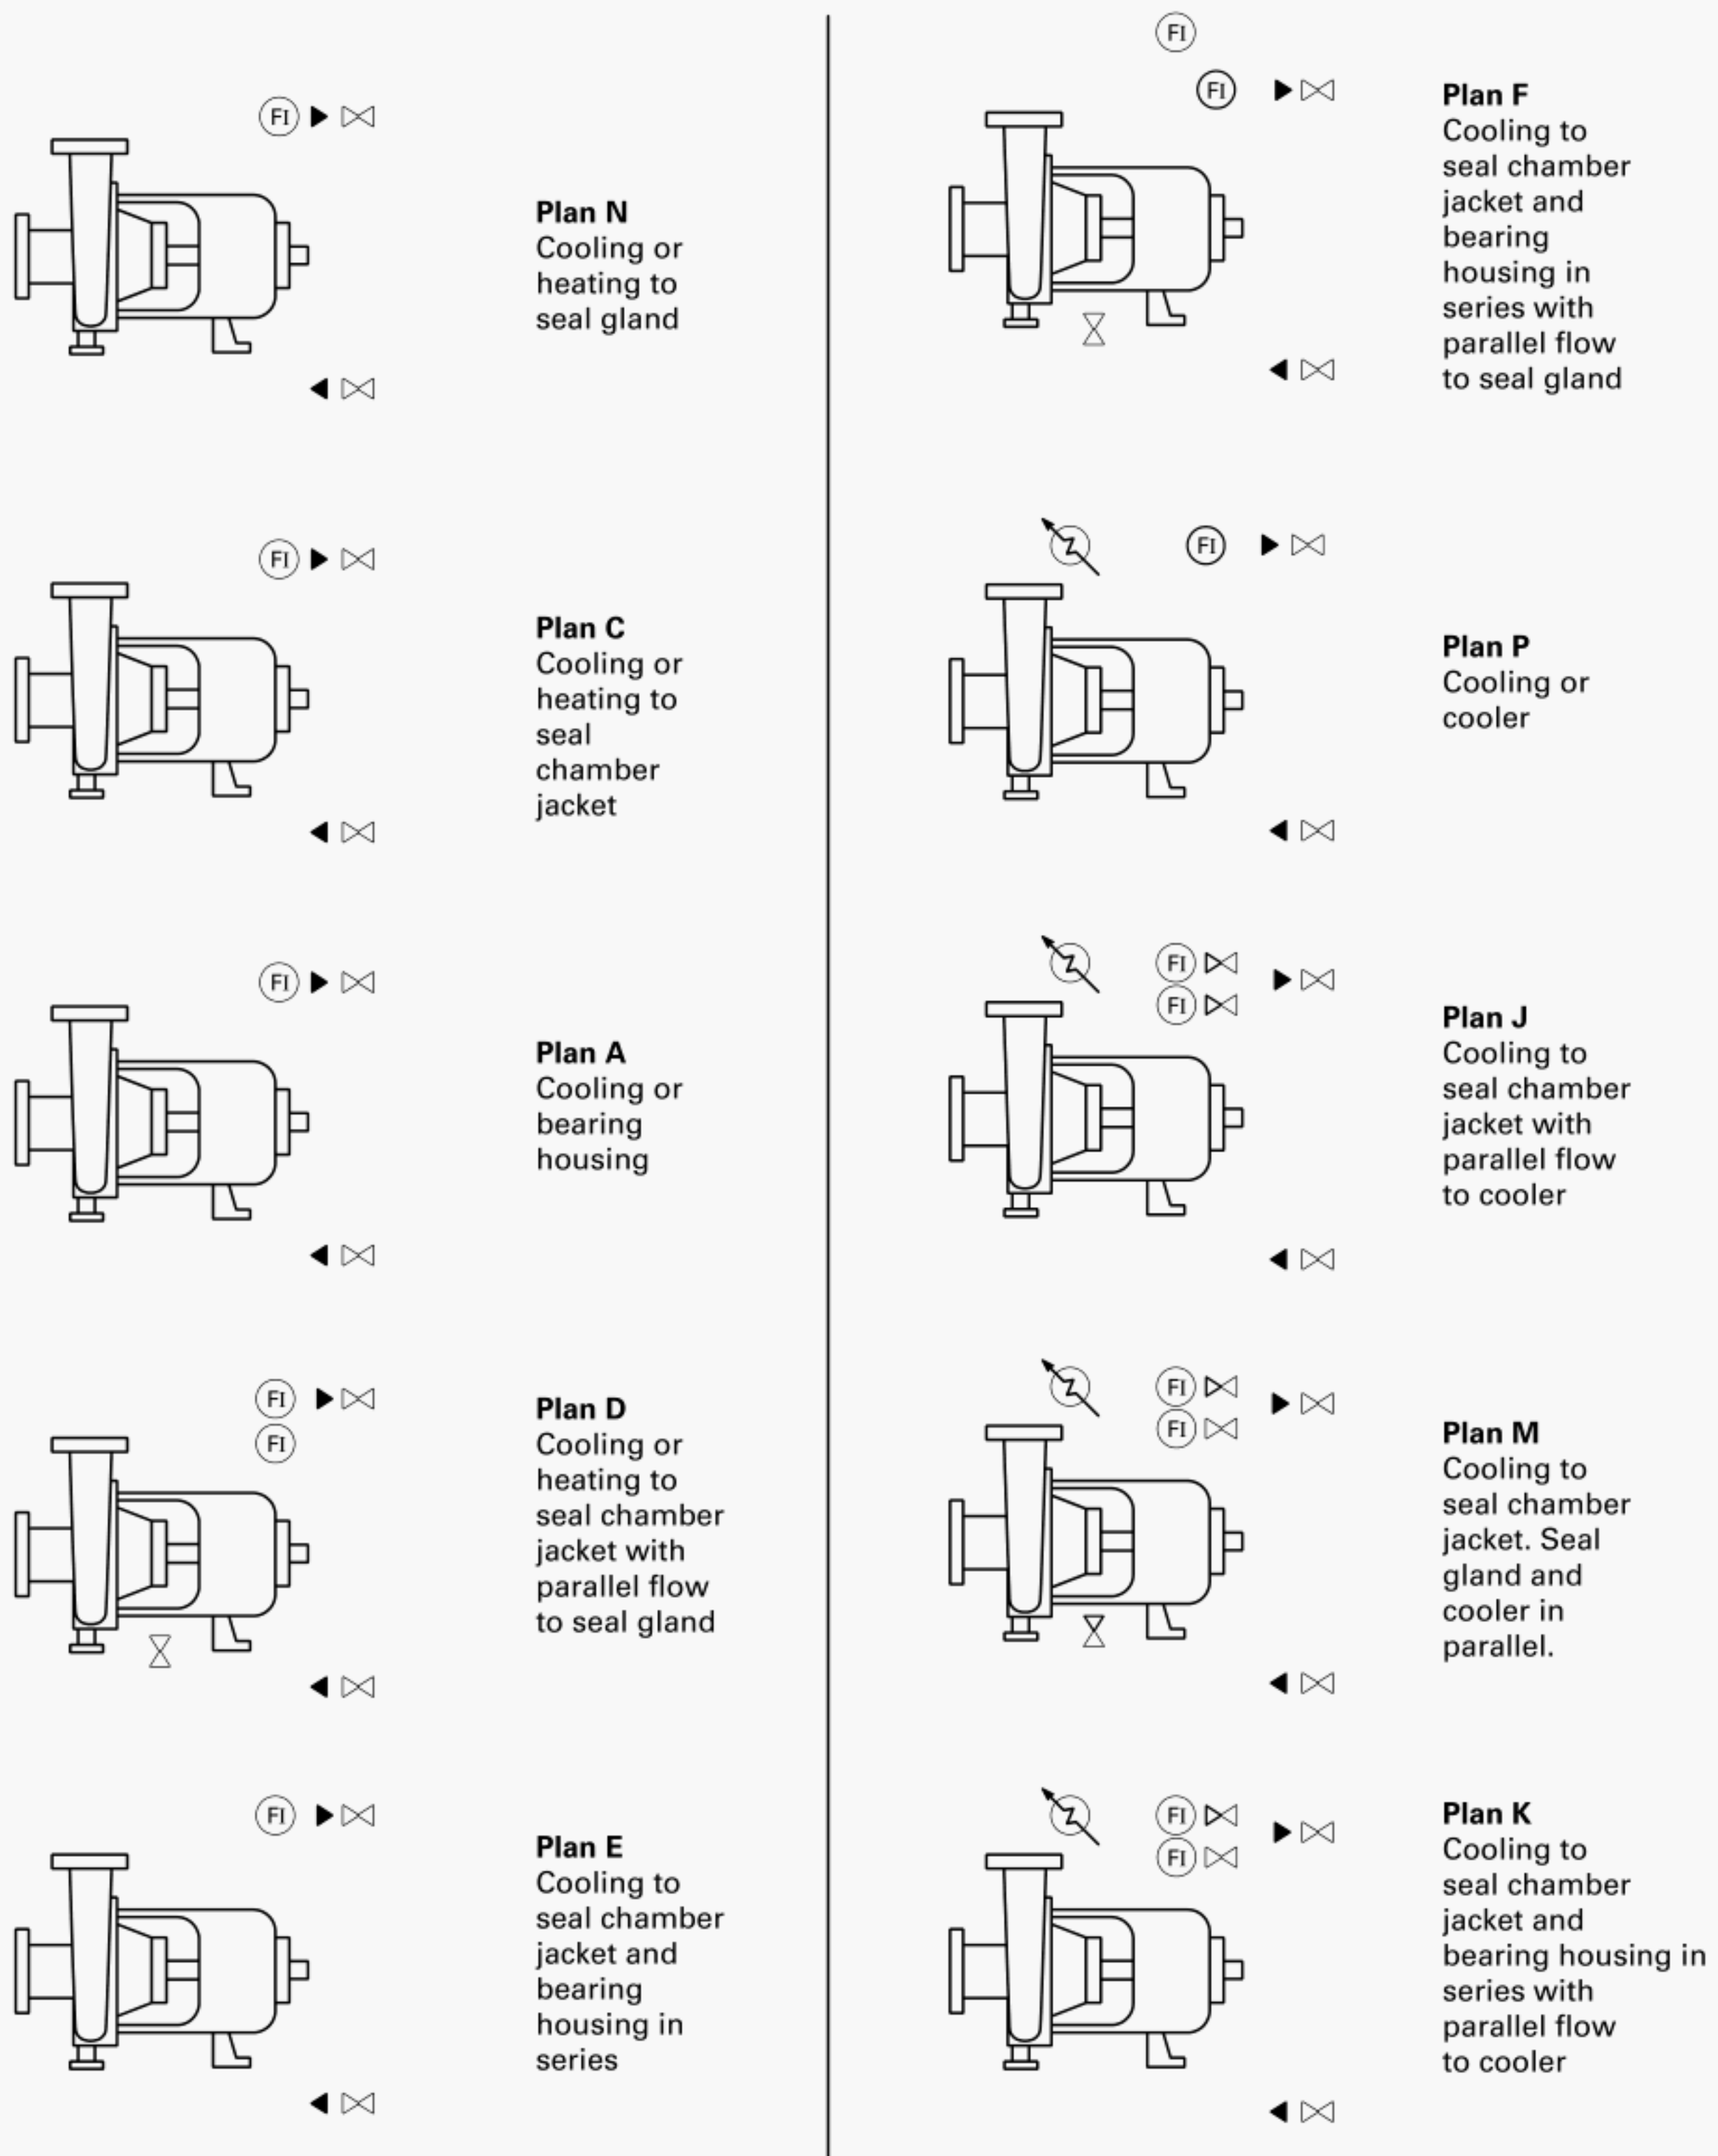 FI
Plan N
Cooling or
heating to
seal gland
FI
Plan C
Cooling or
heating to
seal
chamber
jacket
FI
Plan A
Cooling or
bearing
housing
FI
FI
Plan D
Cooling or
heating to
seal chamber
jacket with
parallel flow
to seal gland
FI
Plan E
Cooling to
seal chamber
jacket and
bearing
housing in
series
FI
FI
Plan F
Cooling to
seal chamber
jacket and
bearing
housing in
series with
parallel flow
to seal gland
FI
Plan P
Cooling or
cooler
FI
FI
Plan J
Cooling to
seal chamber
jacket with
parallel flow
to cooler
FI
FI
Plan M
Cooling to
seal chamber
jacket. Seal
gland and
cooler in
parallel.
FI
FI
Plan K
Cooling to
seal chamber
jacket and
bearing housing in
series with
parallel flow
to cooler